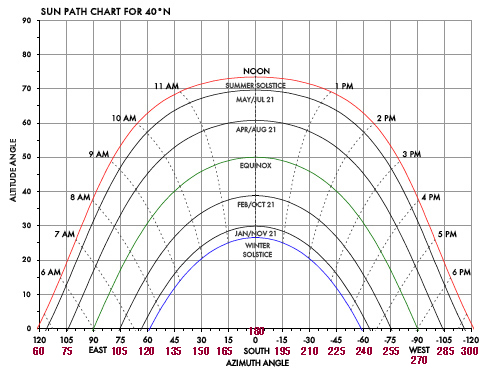 SUN PATH CHART FOR 40°N
90
80
70
60
50
40
30
20
10
0
ALTITUDE ANGLE
NOON
11 AM
1 PM
SUMMER SOLSTICE
MAY/JUL 21
10 AM
2 PM
APR/AUG 21
9 AM
3 PM
EQUINOX
8 AM
4 PM
FEB/OCT 21
7 AM
5 PM
JAN/NOV 21
WINTER
SOLSTICE
6 AM
6 PM
120 105 EAST 75 60 45 30 15 0 -15 -30 -45 -60 -75 -90 -105 -120
180
60 75 EAST 105 120 135 150 165 SOUTH 195 210 225 240 255 WEST 285 300
270
AZIMUTH ANGLE